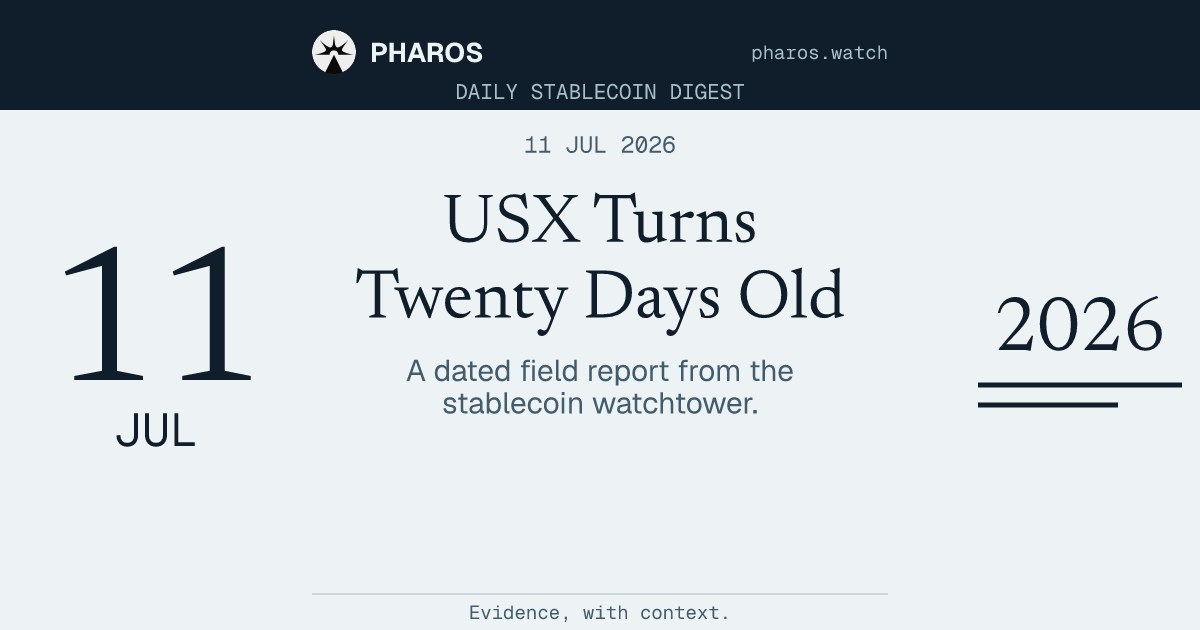 PHAROS
pharos.watch
DAILY STABLECOIN DIGEST
11 JUL 2026
USX Turns
Twenty Days Old
A dated field report from the
stablecoin watchtower.
11
JUL
2026
Evidence, with context.